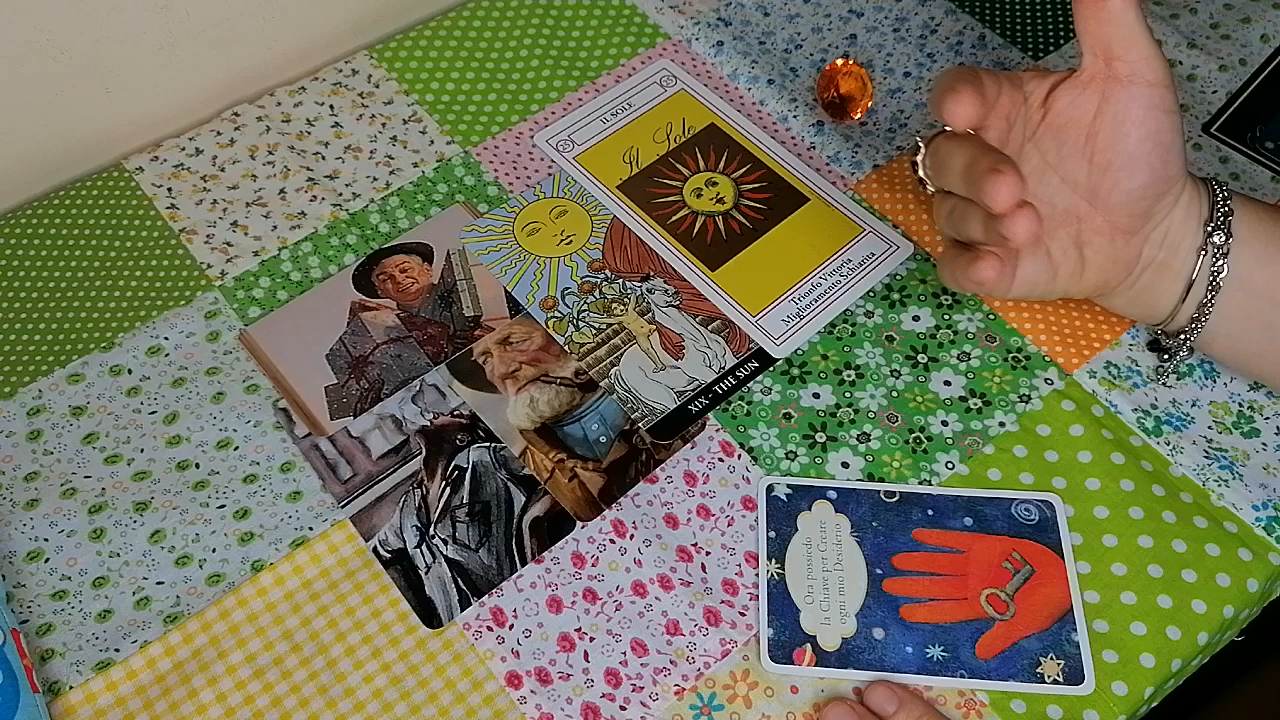 25
IL SOLE
25
Il Sole
Trionfo Vittoria
Miglioramento Schiarita
XIX - THE SUN
Ora possiedo
la Chiave per Creare
ogni mio Desiderio